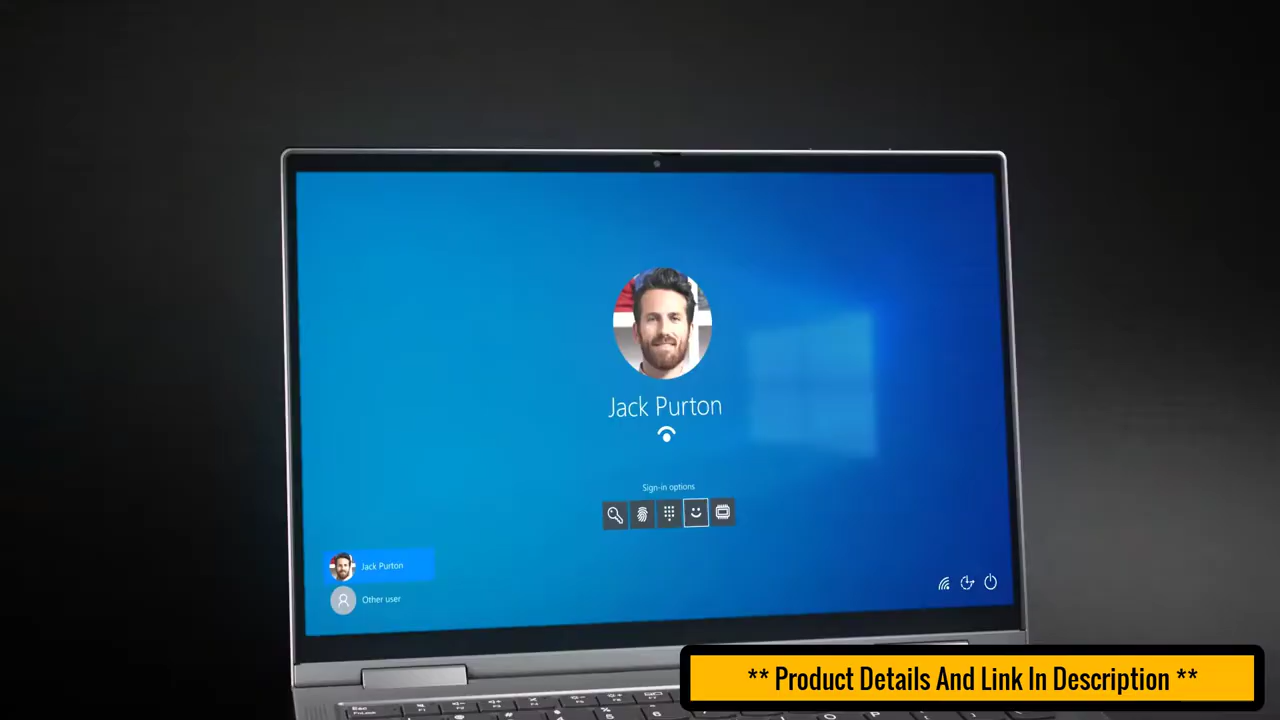 Jack Purton
Sign-in options
Jack Purton
Other user
** Product Details And Link In Description **